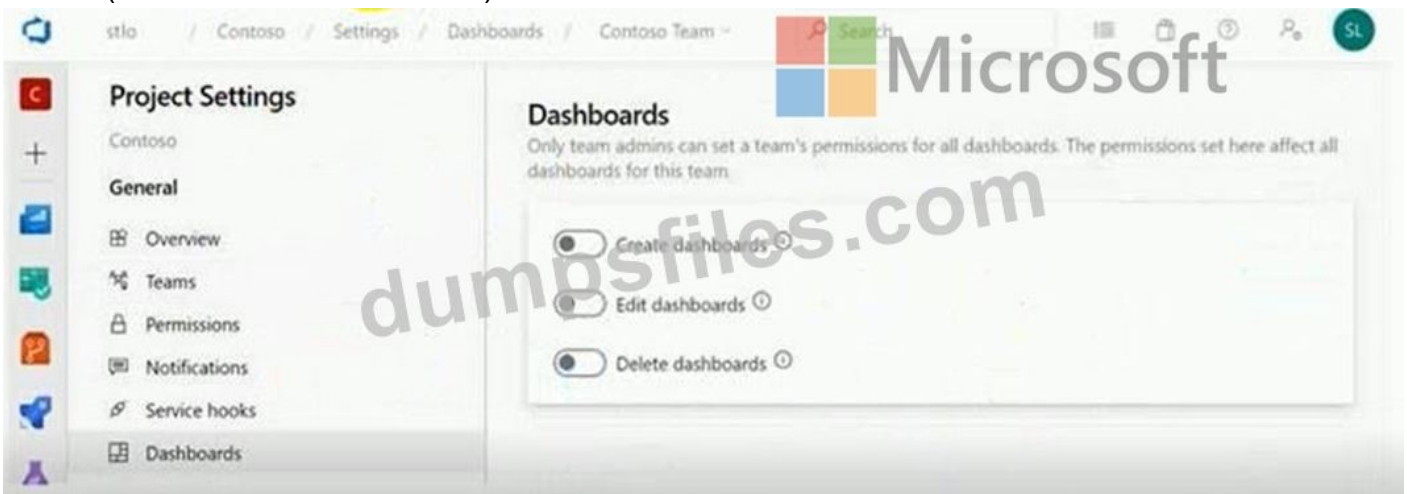 stlo / Contoso / Settings / Dashboards / Contoso Team
Search
SL
Microsoft
C
Project Settings
Contoso
General
Overview
Teams
Permissions
Notifications
Service hooks
Dashboards
Dashboards
Only team admins can set a team's permissions for all dashboards. The permissions set here affect all
dashboards for this team.
Create dashboards
Edit dashboards
Delete dashboards
dumpsfiles.com